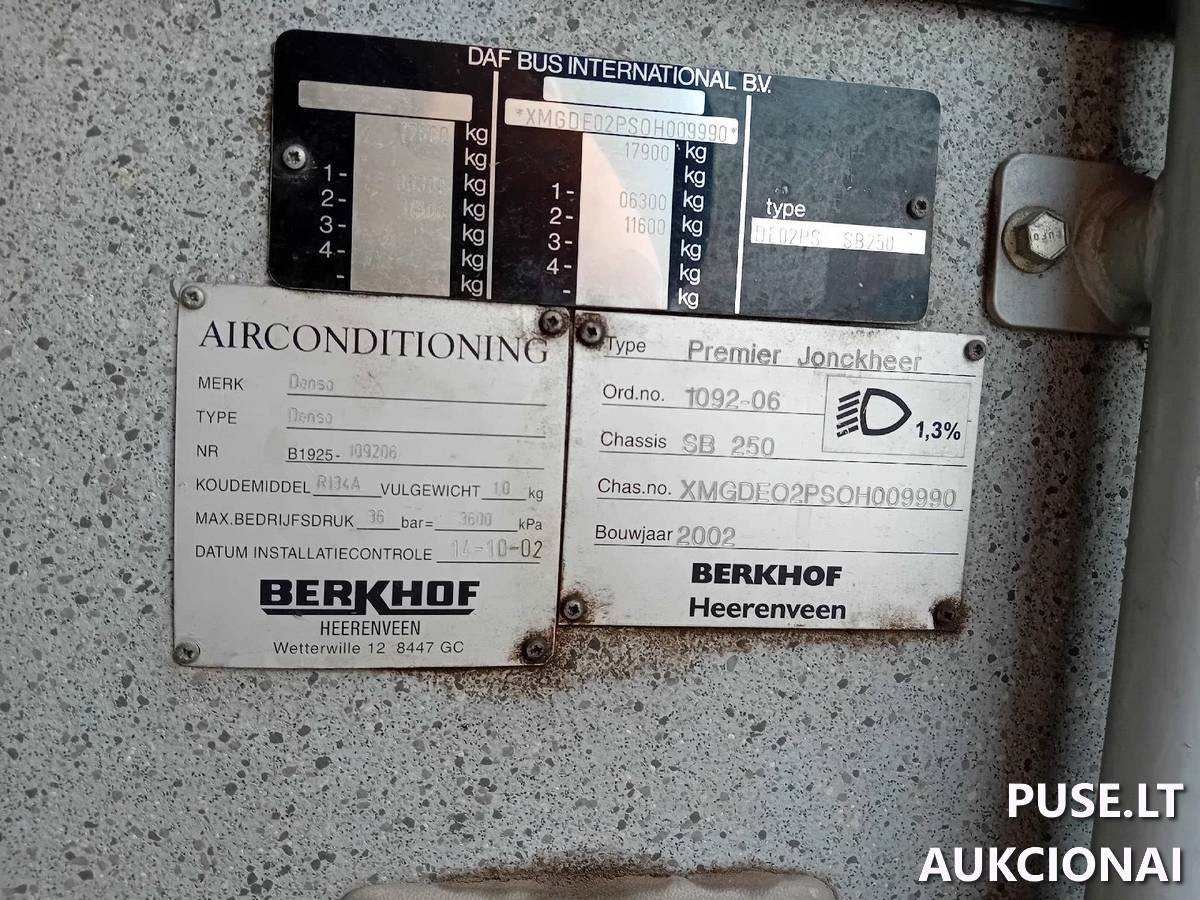 DAF BUS INTERNATIONAL B.V.
*XMGDE02PS0H009990*
kg 17900 kg
kg kg
1- kg 1- 06300 kg
2- kg 2- 11600 kg
3- kg 3- kg
4- kg 4- kg
- kg - kg
type
DE02PS SB250
AIRCONDITIONING
MERK Denso
TYPE Denso
NR B1925-109206
KOUDEMIDDEL R134A VULGEWICHT 10 kg
MAX.BEDRIJFSDRUK 36 bar= 3600 kPa
DATUM INSTALLATIECONTROLE 14-10-02
BERKHOF
HEERENVEEN
Wetterwille 12 8447 GC
Type Premier Jonckheer
Ord.no. 1092-06
1,3%
Chassis SB 250
Chas.no. XMGDEO2PSOH009990
Bouwjaar 2002
BERKHOF
Heerenveen
PUSE.LT
AUKCIONAI